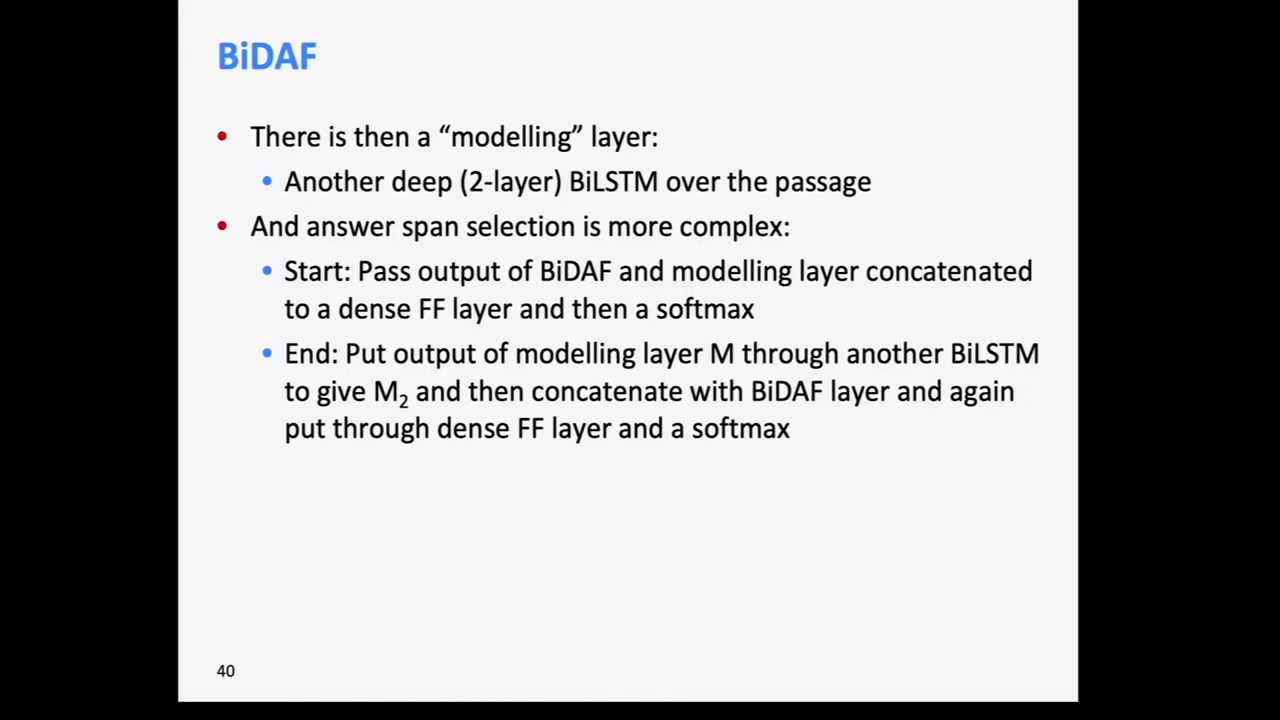 BiDAF
• There is then a “modelling” layer:
• Another deep (2-layer) BiLSTM over the passage
• And answer span selection is more complex:
• Start: Pass output of BiDAF and modelling layer concatenated
to a dense FF layer and then a softmax
• End: Put output of modelling layer M through another BiLSTM
to give M₂ and then concatenate with BiDAF layer and again
put through dense FF layer and a softmax
40